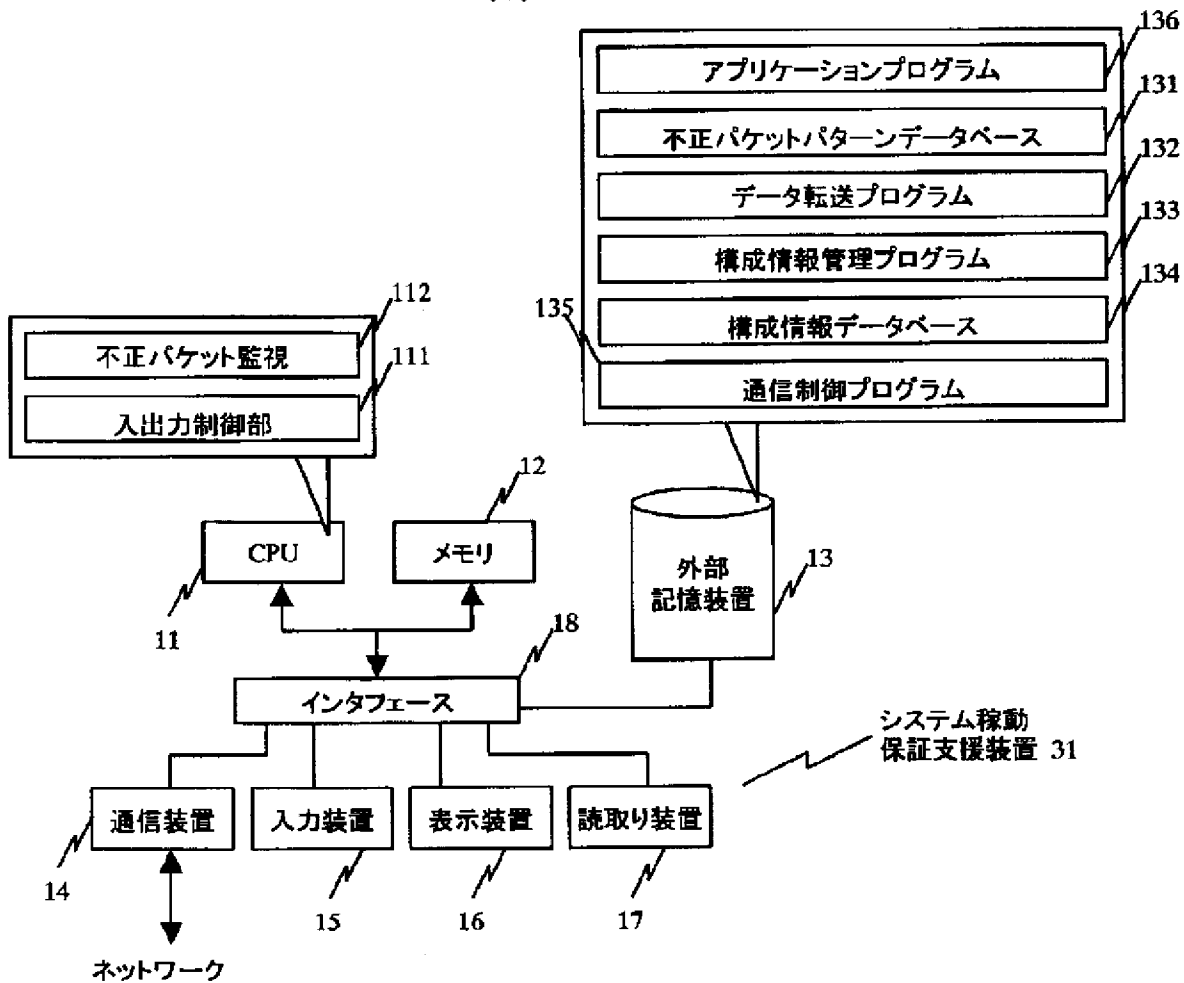 136
アプリケーションプログラム
131
不正パケットパターンデータベース
132
データ転送プログラム
133
構成情報管理プログラム
134
構成情報データベース
135
通信制御プログラム
112
不正パケット監視
111
入出力制御部
12
CPU
メモリ
11
外部
記憶装置
13
18
インタフェース
システム稼動
保証支援装置 31
通信装置
入力装置
表示装置
読取り装置
14
15
16
17
ネットワーク